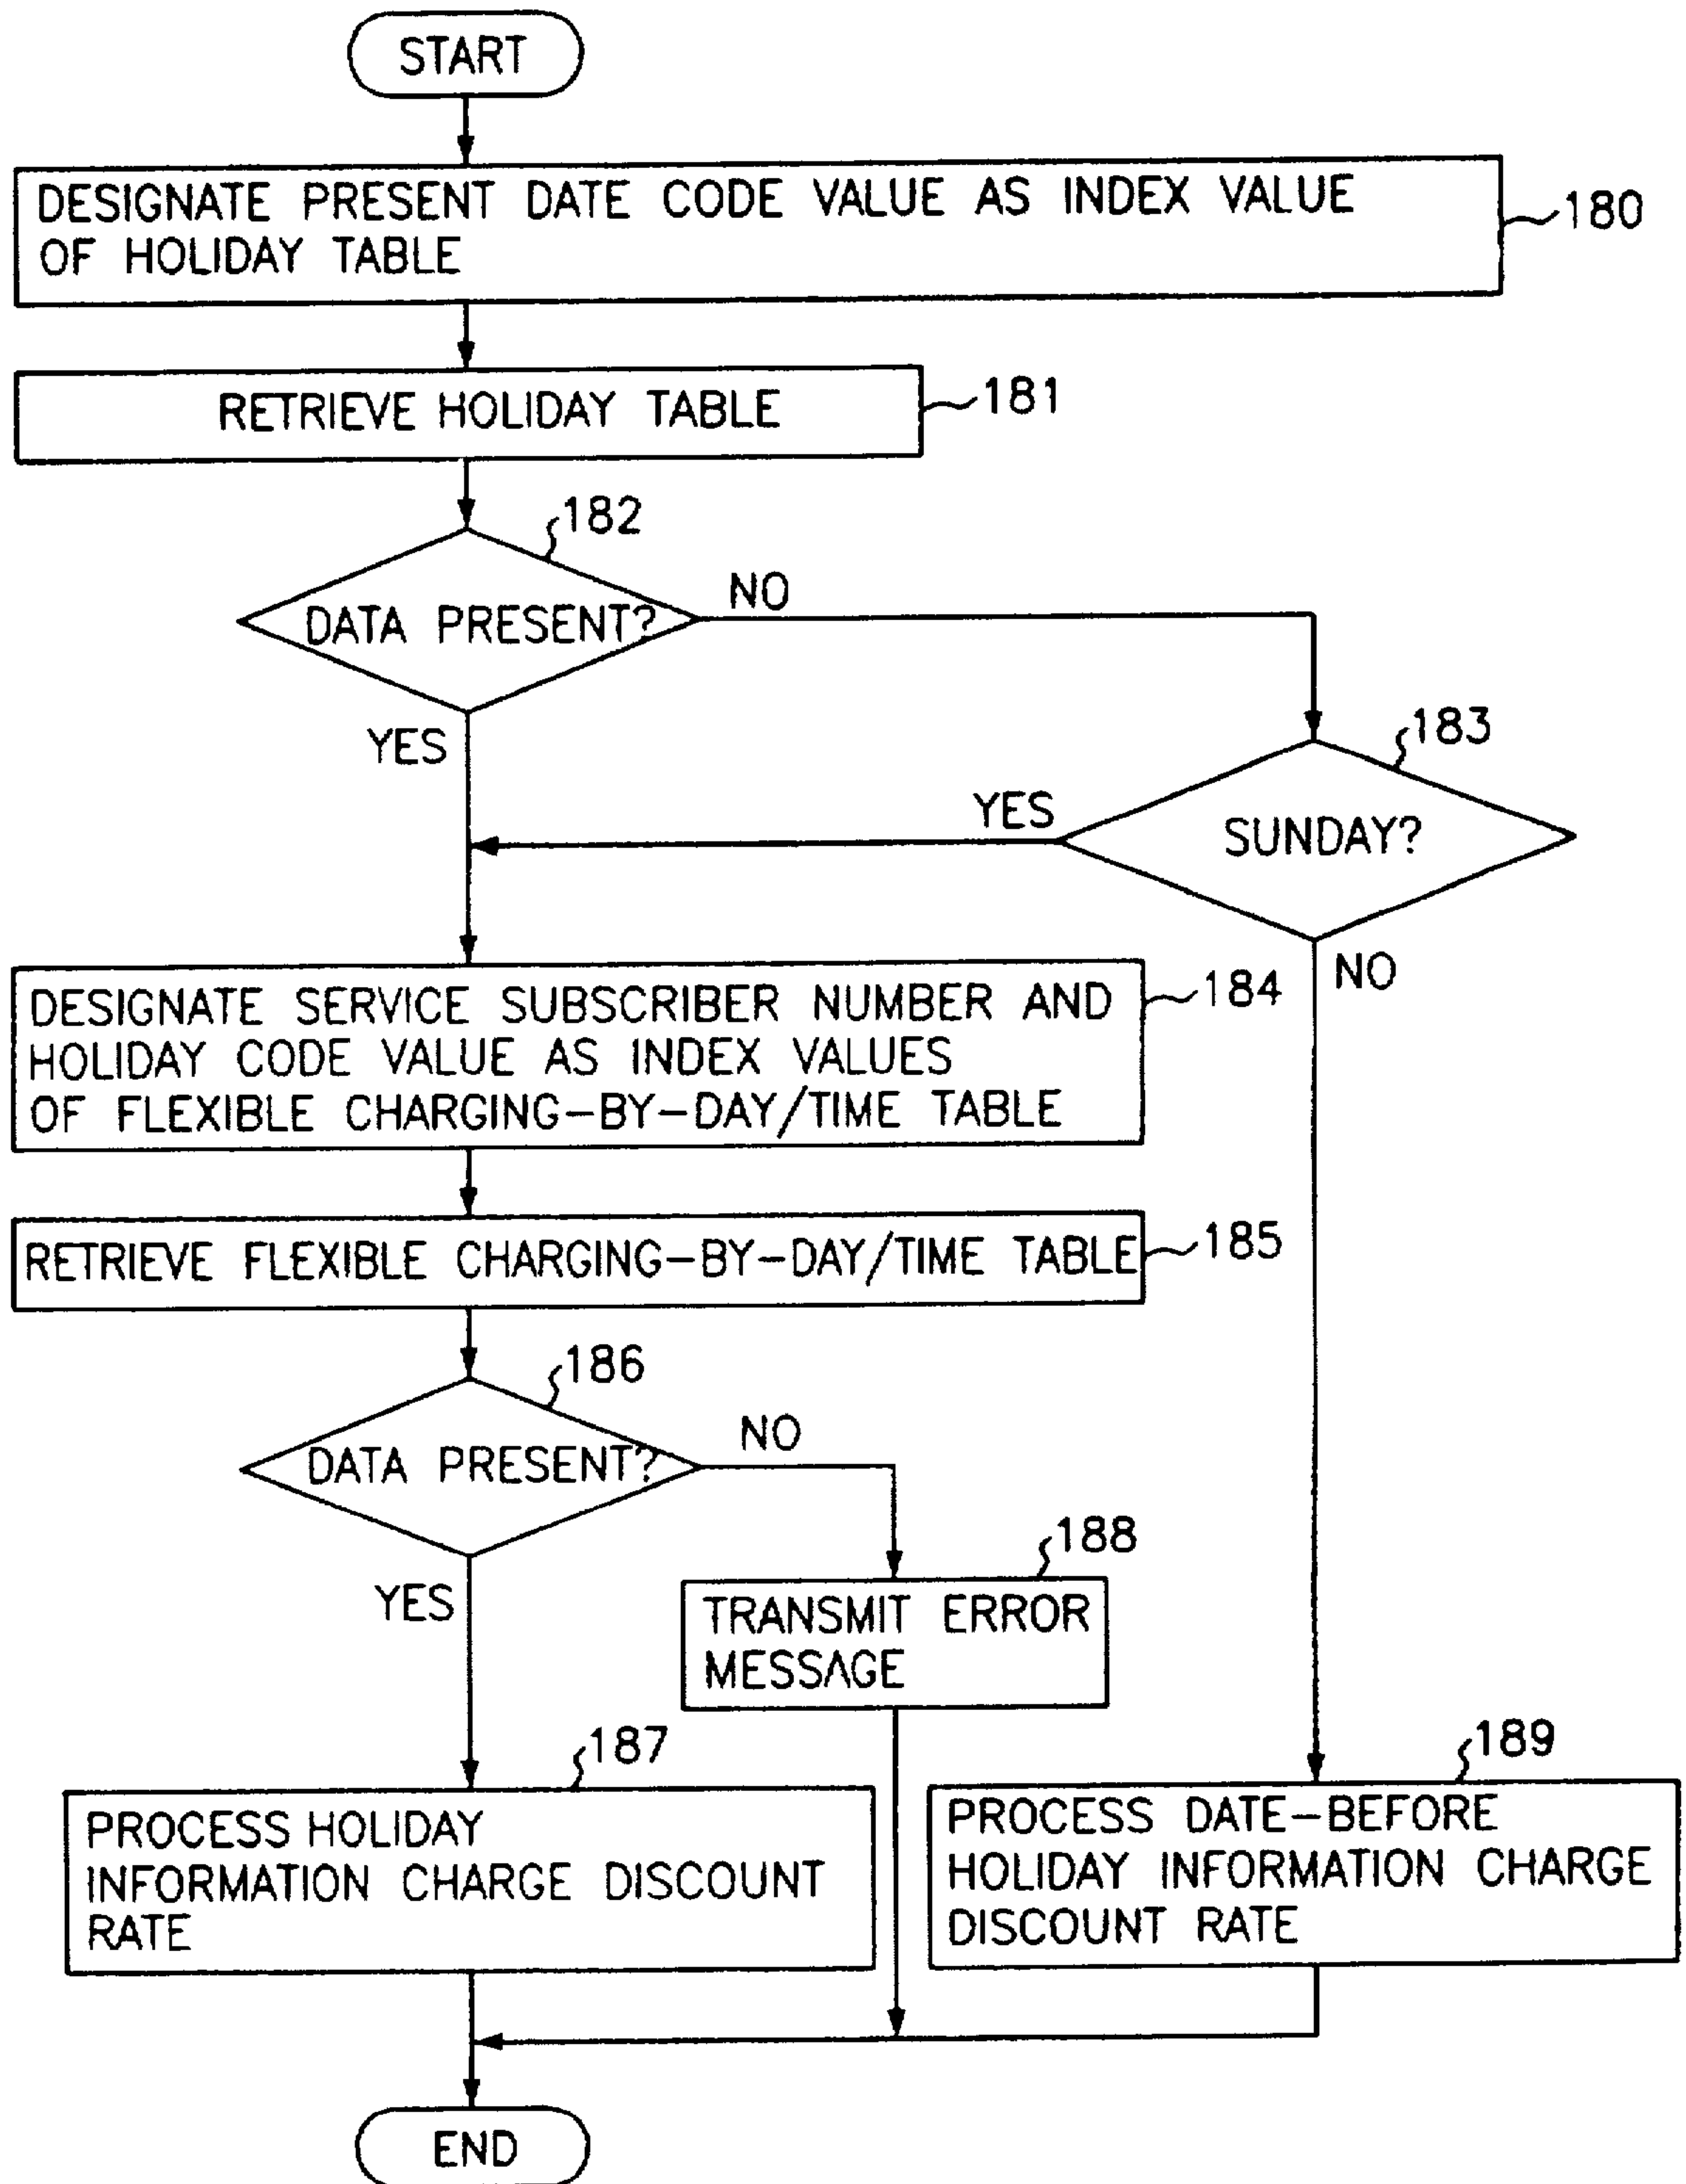 START
DESIGNATE PRESENT DATE CODE VALUE AS INDEX VALUE
OF HOLIDAY TABLE
180
RETRIEVE HOLIDAY TABLE
181
182
DATA PRESENT?
NO
YES
183
SUNDAY?
YES
NO
DESIGNATE SERVICE SUBSCRIBER NUMBER AND
HOLIDAY CODE VALUE AS INDEX VALUES
OF FLEXIBLE CHARGING-BY-DAY/TIME TABLE
184
RETRIEVE FLEXIBLE CHARGING-BY-DAY/TIME TABLE
185
186
DATA PRESENT?
NO
YES
188
TRANSMIT ERROR
MESSAGE
187
PROCESS HOLIDAY
INFORMATION CHARGE DISCOUNT
RATE
189
PROCESS DATE-BEFORE
HOLIDAY INFORMATION CHARGE
DISCOUNT RATE
END